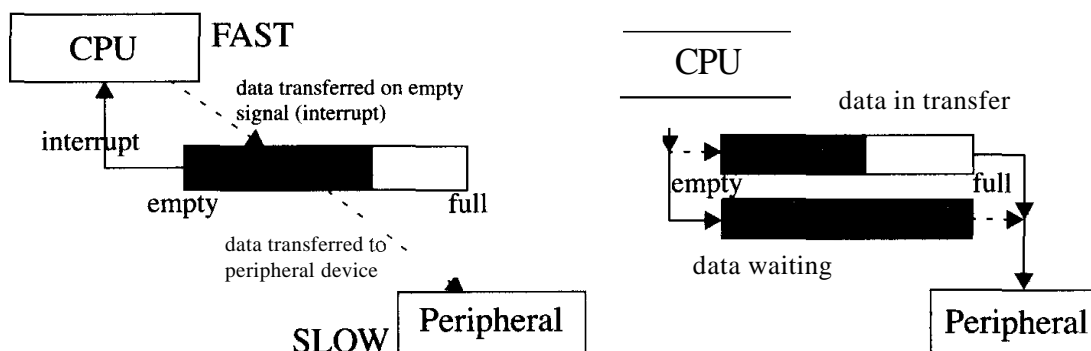 CPU
FAST
data transferred on empty
signal (interrupt)
interrupt
empty
full
data transferred to
peripheral device
SLOW
Peripheral
CPU
data in transfer
empty
full
data waiting
Peripheral